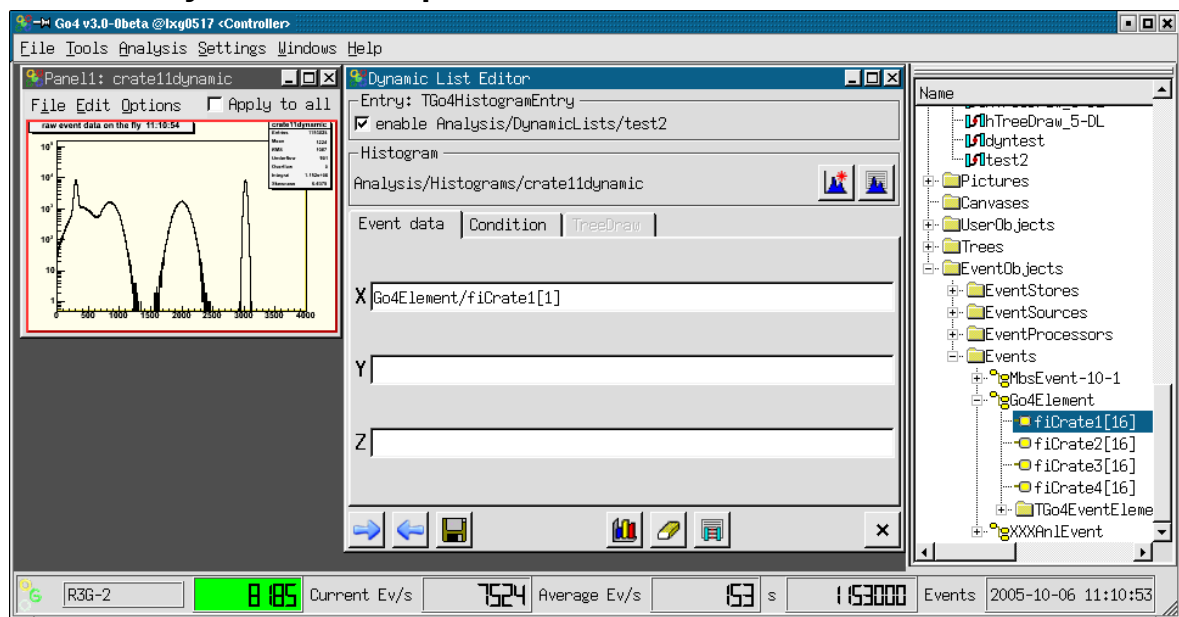 Go4 v3.0-0beta @lxg0517 <Controller>
File Tools Analysis Settings Windows Help
Panel1: crate11dynamic
File Edit Options Apply to all
raw event data on the fly 11:10:54
crate11dynamic
Entries
Mean 1224
RMS
Underflow
Overflow
Integral
Skewness
10
1
0 500 1000 1500 2000 2500 3000 3500 4000
Dynamic List Editor
Entry: TGo4HistogramEntry
enable Analysis/DynamicLists/test2
Histogram
Analysis/Histograms/crate11dynamic
Event data Condition TreeDraw
X Go4Element/fiCrate1[1]
Y
Z
Name
hTreeDraw_5-DL
dyntest
test2
Pictures
Canvases
UserObjects
Trees
EventObjects
EventStores
EventSources
EventProcessors
Events
MbsEvent-10-1
Go4Element
fiCrate1[16]
fiCrate2[16]
fiCrate3[16]
fiCrate4[16]
TGo4EventEleme
XXXAnlEvent
R3G-2 8185 Current Ev/s 7524 Average Ev/s 153 s 1153000 Events 2005-10-06 11:10:53